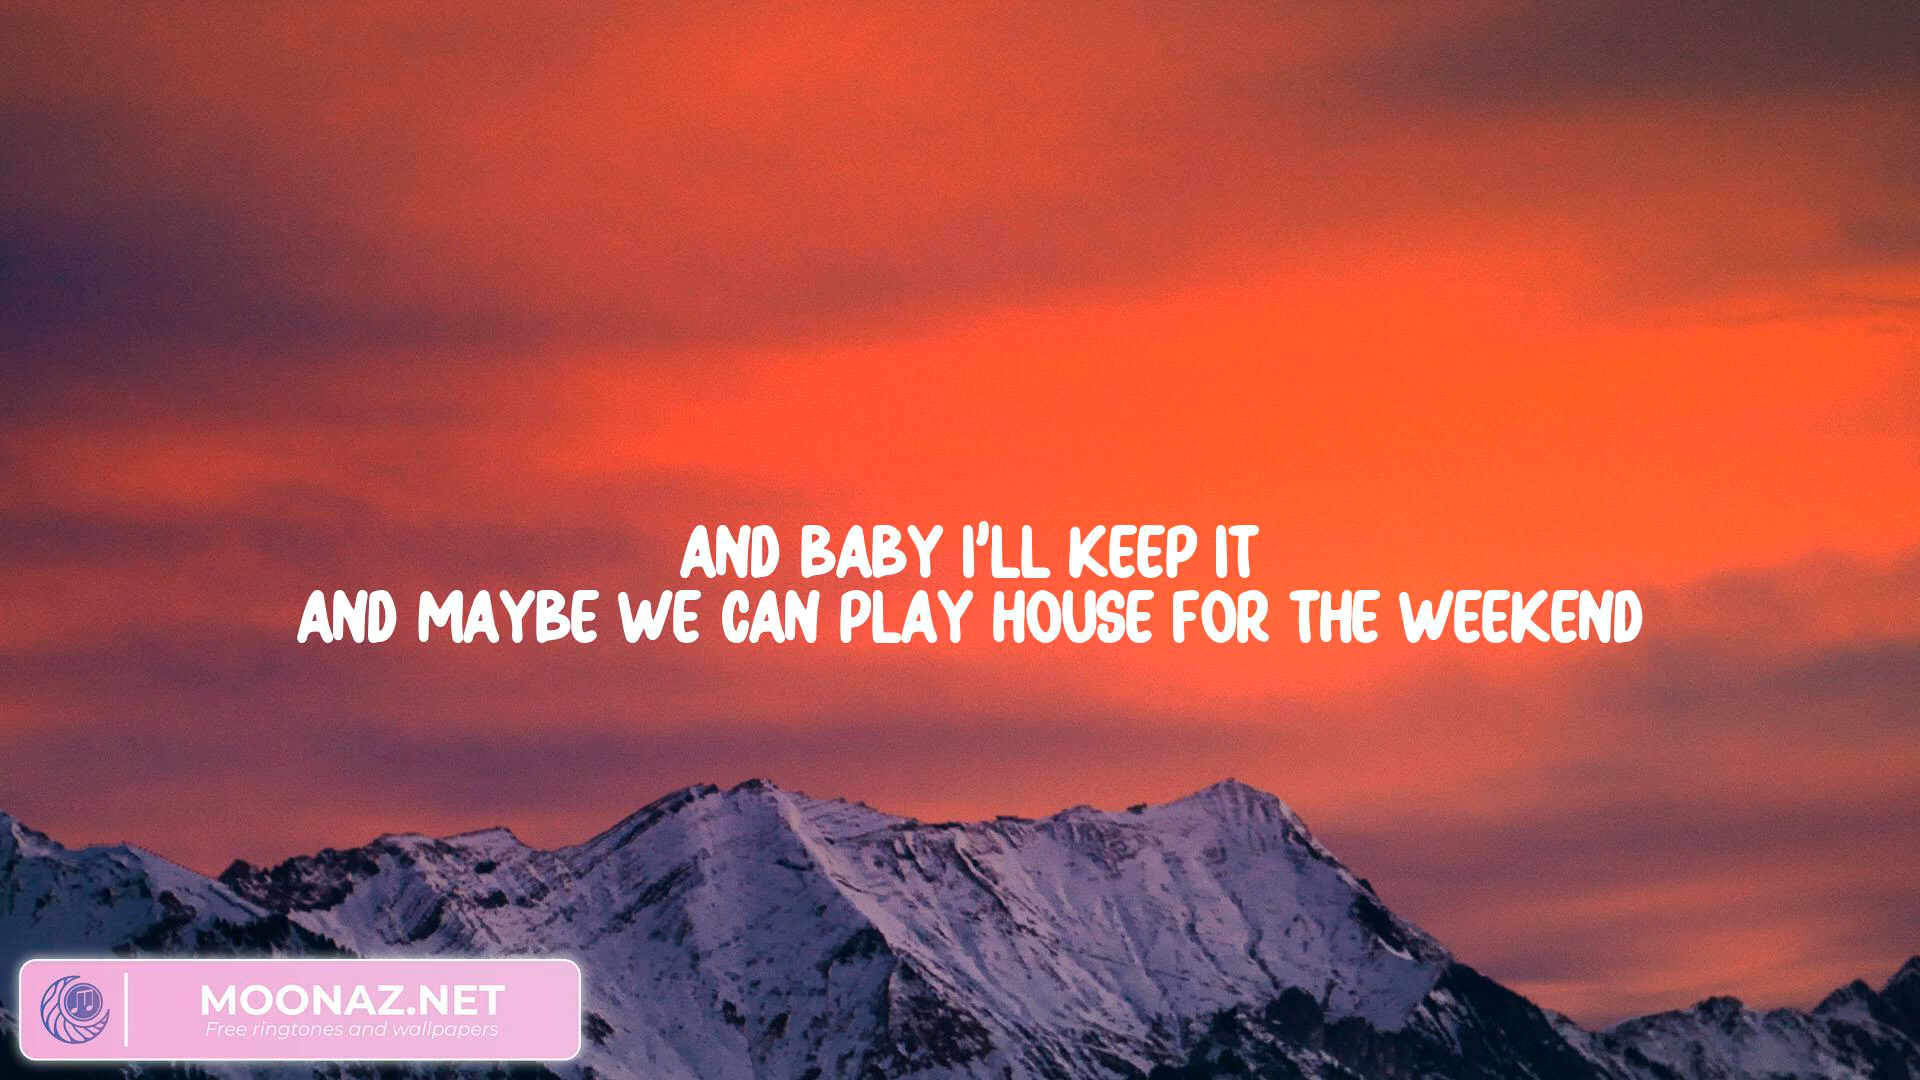 AND BABY I'LL KEEP IT
AND MAYBE WE CAN PLAY HOUSE FOR THE WEEKEND
MOONAZ.NET
Free ringtones and wallpapers